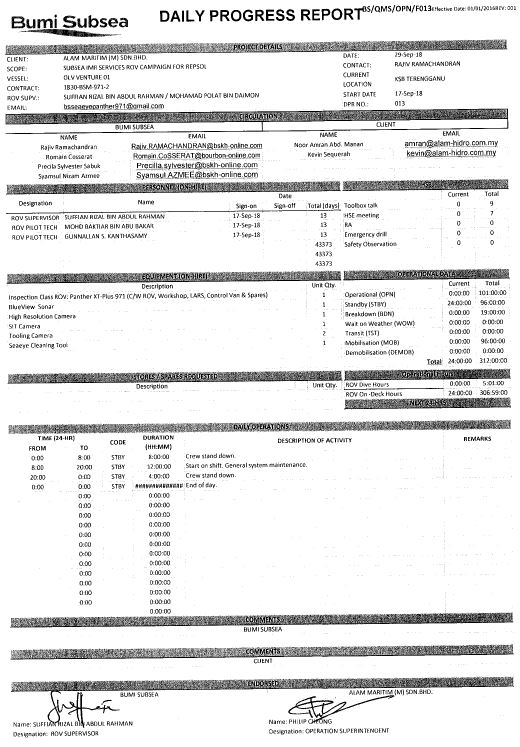 Bumi Subsea
DAILY PROGRESS REPORT
BS/QMS/OPN/F013 Effective Date: 01/01/2016 REV: 001
PROJECT DETAILS
CLIENT: ALAM MARITIM (M) SDN.BHD. DATE: 29-Sep-18
SCOPE: SUBSEA IMR SERVICES ROV CAMPAIGN FOR REPSOL CONTACT: RAJIV RAMACHANDRAN
VESSEL: OLV VENTURE 01 CURRENT LOCATION KSB TERENGGANU
CONTRACT: 1830-BSM-971-2
ROV SUPV.: SUFFIAN RIZAL BIN ABDUL RAHMAN / MOHAMAD POLAT BIN DAIMON START DATE 17-Sep-18
EMAIL: bsseaeyepanther971@gmail.com DPR NO.: 013
CIRCULATION
BUMI SUBSEA CLIENT
NAME EMAIL NAME EMAIL
Rajiv Ramachandran Rajiv.RAMACHANDRAN@bskh-online.com Noor Amran Abd. Manan amran@alam-hidro.com.my
Romain Cosserat Romain.CoSSERAT@bourbon-online.com Kevin Sequerah kevin@alam-hidro.com.my
Precila Sylvester Sabuk Precilla.sylvester@bskh-online.com
Syamsul Nizam Azmee Syamsul.AZMEE@bskh-online.com
PERSONNEL (ON-HIRE)
Designation Name Date Current Total
Sign-on Sign-off Total (days) Toolbox talk 0 9
ROV SUPERVISOR SUFFIAN RIZAL BIN ABDUL RAHMAN 17-Sep-18 13 HSE meeting 0 7
ROV PILOT TECH MOHD BAKTIAR BIN ABU BAKAR 17-Sep-18 13 RA 0 0
ROV PILOT TECH GUNNALLAN S. KANTHASAMY 17-Sep-18 13 Emergency drill 0 0
43373 Safety Observation 0 0
43373
43373
EQUIPMENT (ON-HIRE) OPERATIONAL DATA
Description Unit Qty. Current Total
Inspection Class ROV: Panther XT-Plus 971 (C/W ROV, Workshop, LARS, Control Van & Spares) 1 Operational (OPN) 0:00:00 101:00:00
BlueView Sonar 1 Standby (STBY) 24:00:00 96:00:00
High Resolution Camera 1 Breakdown (BDN) 0:00:00 19:00:00
SIT Camera 1 Wait on Weather (WOW) 0:00:00 0:00:00
Tooling Camera 2 Transit (TST) 0:00:00 0:00:00
Seaeye Cleaning Tool 1 Mobilisation (MOB) 0:00:00 96:00:00
Demobilisation (DEMOB) 0:00:00
Total 24:00:00 312:00:00
STORES / SPARES REQUESTED
Description Unit Qty. ROV Dive Hours 0:00:00 5:01:00
ROV On -Deck Hours 24:00:00 306:59:00
DAILY OPERATIONS
TIME (24-HR) CODE DURATION DESCRIPTION OF ACTIVITY REMARKS
FROM TO (HH:MM)
0:00 8:00 STBY 8:00:00 Crew stand down.
8:00 20:00 STBY 12:00:00 Start on shift. General system maintenance.
20:00 0:00 STBY 4:00:00 Crew stand down.
0:00 0:00 STBY ############# End of day.
0:00 0:00:00
0:00 0:00:00
0:00 0:00:00
0:00 0:00:00
0:00 0:00:00
0:00 0:00:00
0:00 0:00:00
0:00 0:00:00
0:00 0:00:00
0:00 0:00:00
0:00 0:00:00
0:00 0:00:00
0:00:00
COMMENTS
BUMI SUBSEA
COMMENTS
CLIENT
ENDORSED
BUMI SUBSEA ALAM MARITIM (M) SDN.BHD.
Name: SUFFIAN RIZAL BIN ABDUL RAHMAN Name: PHILIP CHEONG
Designation: ROV SUPERVISOR Designation: OPERATION SUPERINTENDENT